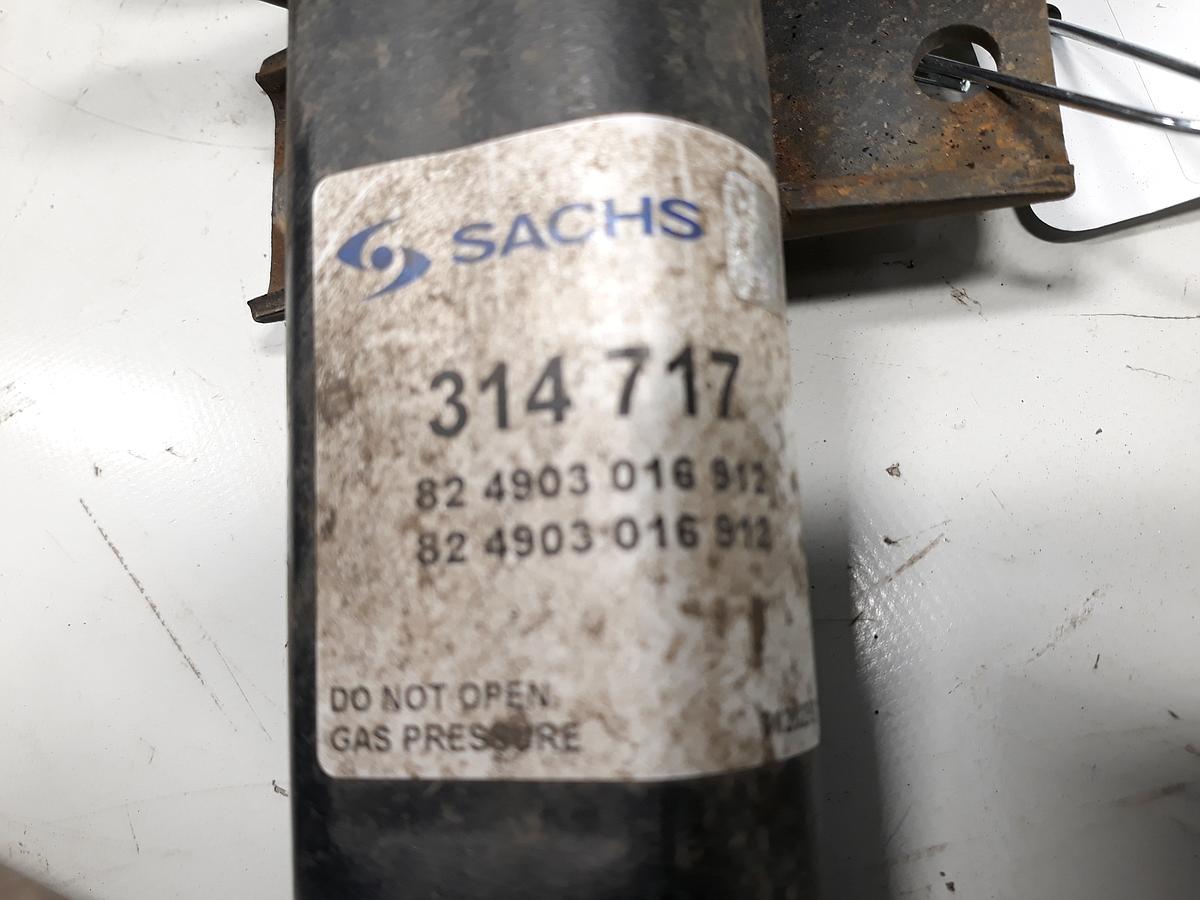 SACHS
314 717
82 4903 016 912
82 4903 016 912
DO NOT OPEN.
GAS PRESSURE